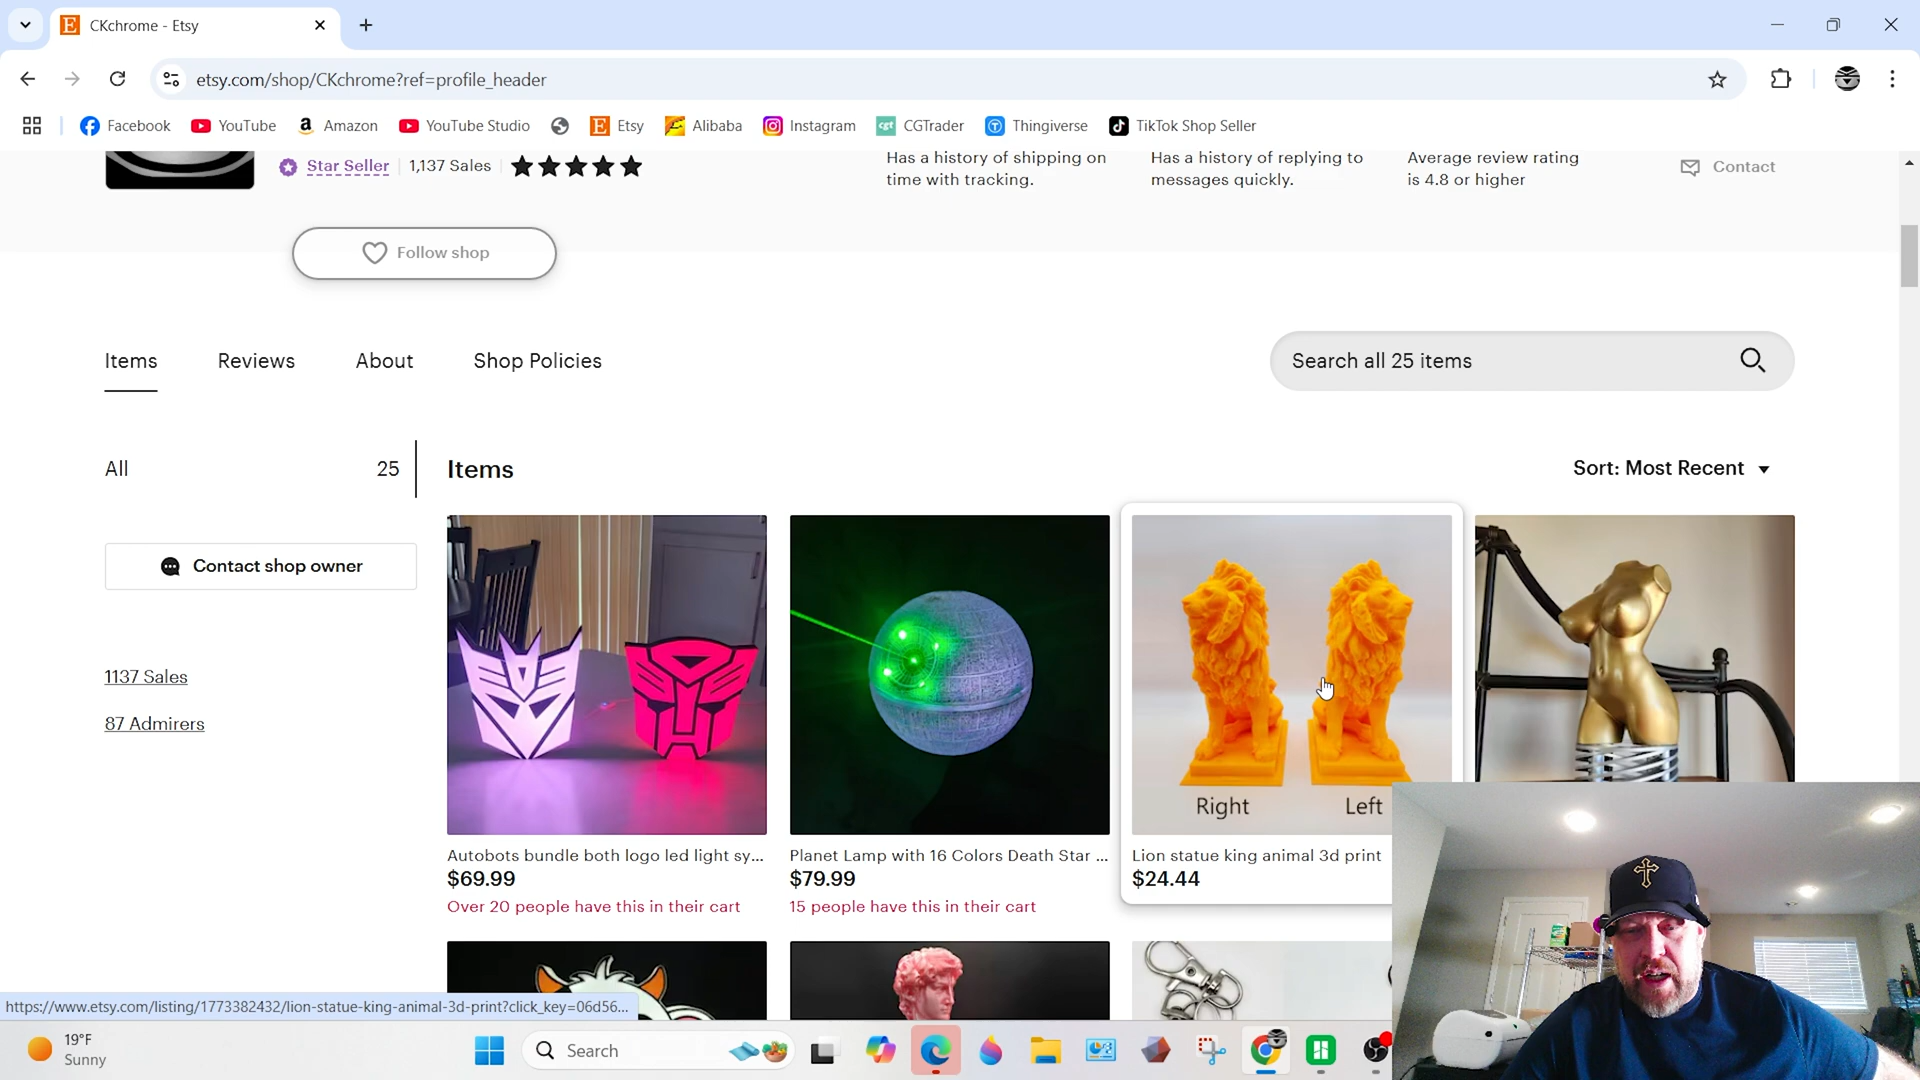 CKchrome - Etsy
etsy.com/shop/CKchrome?ref=profile_header
Facebook YouTube Amazon YouTube Studio Etsy Alibaba Instagram CGTrader Thingiverse TikTok Shop Seller
Star Seller 1,137 Sales
Has a history of shipping on
time with tracking.
Has a history of replying to
messages quickly.
Average review rating
is 4.8 or higher
Contact
Follow shop
Items Reviews About Shop Policies
Search all 25 items
All 25
Items
Sort: Most Recent
Contact shop owner
1137 Sales
87 Admirers
Right Left
Autobots bundle both logo led light sy...
$69.99
Over 20 people have this in their cart
Planet Lamp with 16 Colors Death Star ...
$79.99
15 people have this in their cart
Lion statue king animal 3d print
$24.44
https://www.etsy.com/listing/1773382432/lion-statue-king-animal-3d-print?click_key=06d56...
19°F
Sunny
Search